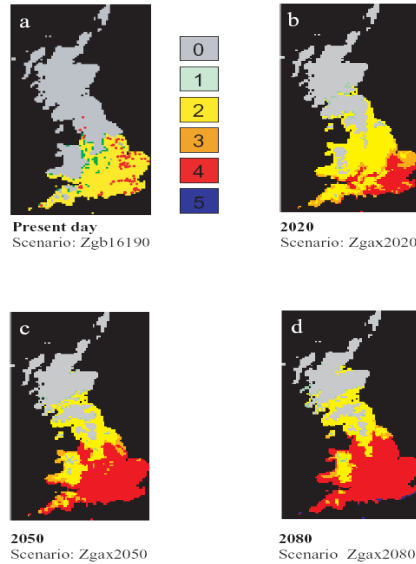 a
0
1
2
3
4
5
b
Present day
Scenario: Zgb16190
2020
Scenario: Zgax2020
c
d
2050
Scenario: Zgax2050
2080
Scenario Zgax2080